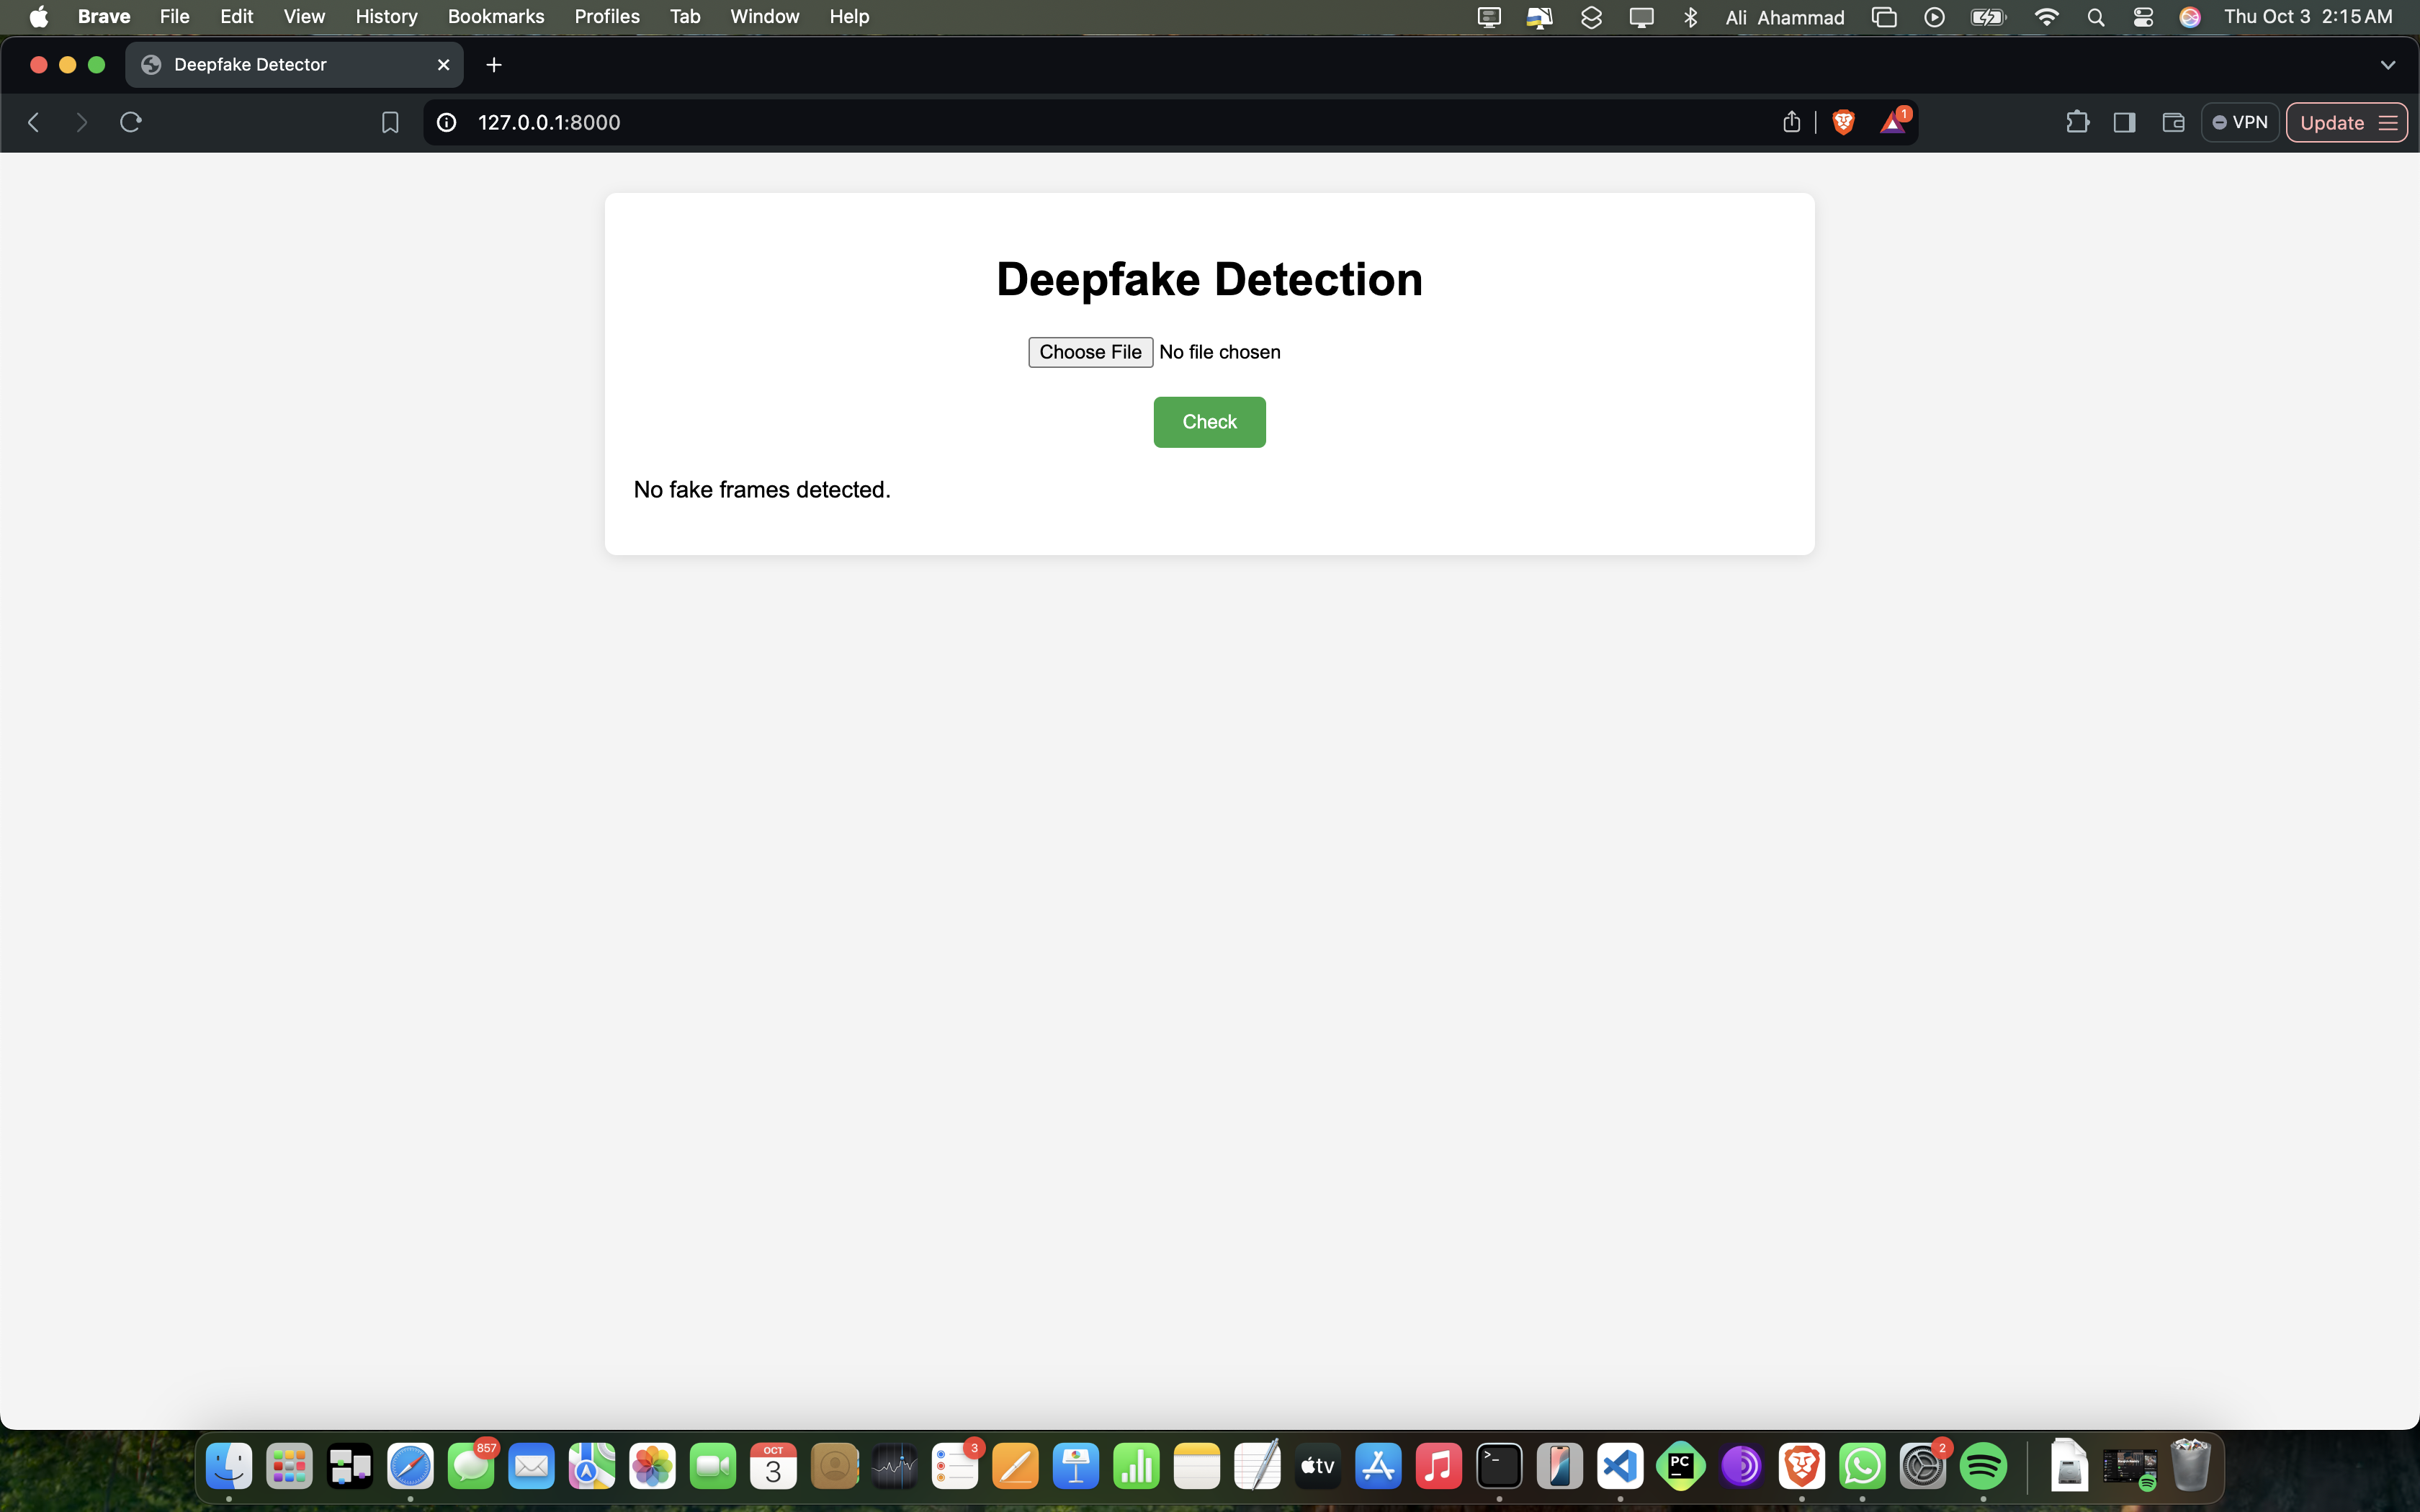 Brave File Edit View History Bookmarks Profiles Tab Window Help Ali Ahammad Thu Oct 3 2:15 AM
Deepfake Detector
127.0.0.1:8000 1 VPN Update
Deepfake Detection
Choose File No file chosen
Check
No fake frames detected.
857 OCT 3 3 tv >_ PC 2